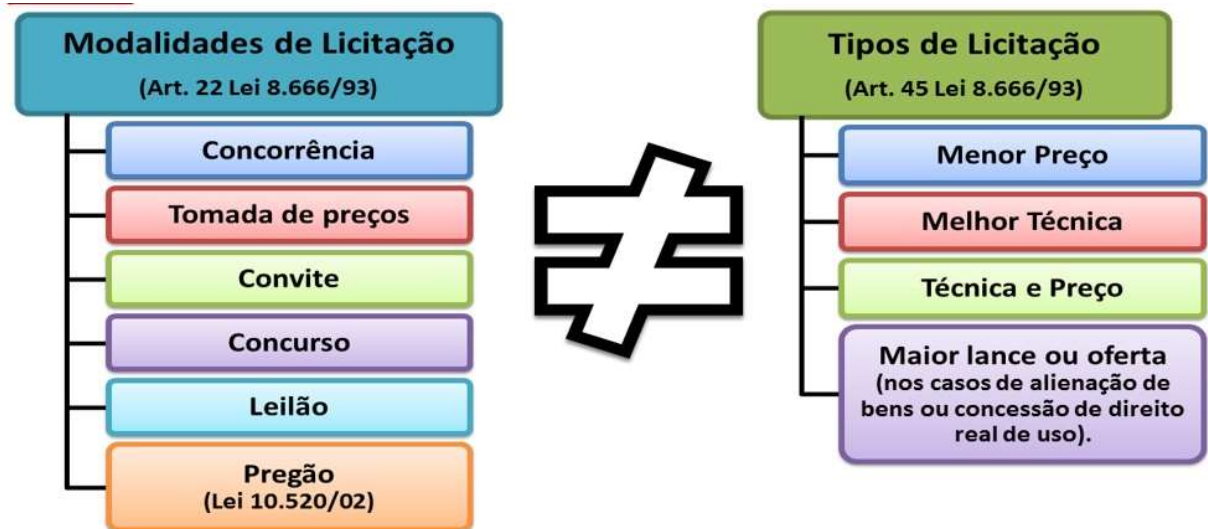 Modalidades de Licitação
(Art. 22 Lei 8.666/93)
Concorrência
Tomada de preços
Convite
Concurso
Leilão
Pregão
(Lei 10.520/02)
Tipos de Licitação
(Art. 45 Lei 8.666/93)
Menor Preço
Melhor Técnica
Técnica e Preço
Maior lance ou oferta
(nos casos de alienação de
bens ou concessão de direito
real de uso).